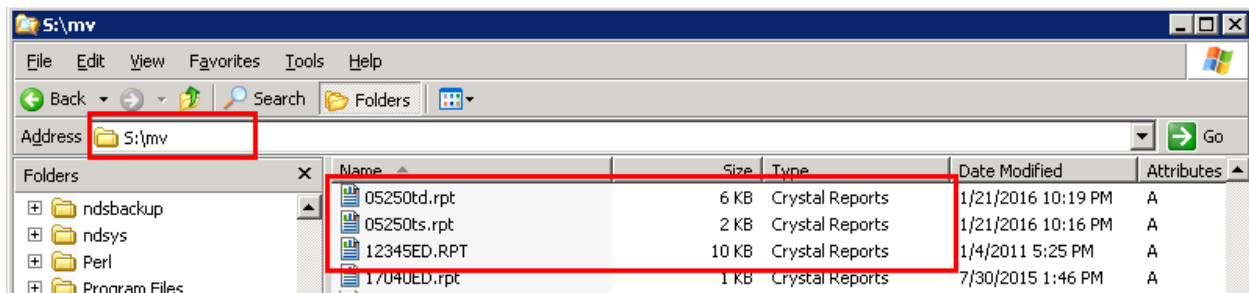 S:\mv
File Edit View Favorites Tools Help
Back Search Folders
Address S:\mv Go
Folders x Name Size Type Date Modified Attributes
ndsbackup 05250td.rpt 6 KB Crystal Reports 1/21/2016 10:19 PM A
ndsys 05250ts.rpt 2 KB Crystal Reports 1/21/2016 10:16 PM A
Perl 12345ED.RPT 10 KB Crystal Reports 1/4/2011 5:25 PM A
Program Files 17040ED.rpt 1 KB Crystal Reports 7/30/2015 1:46 PM A